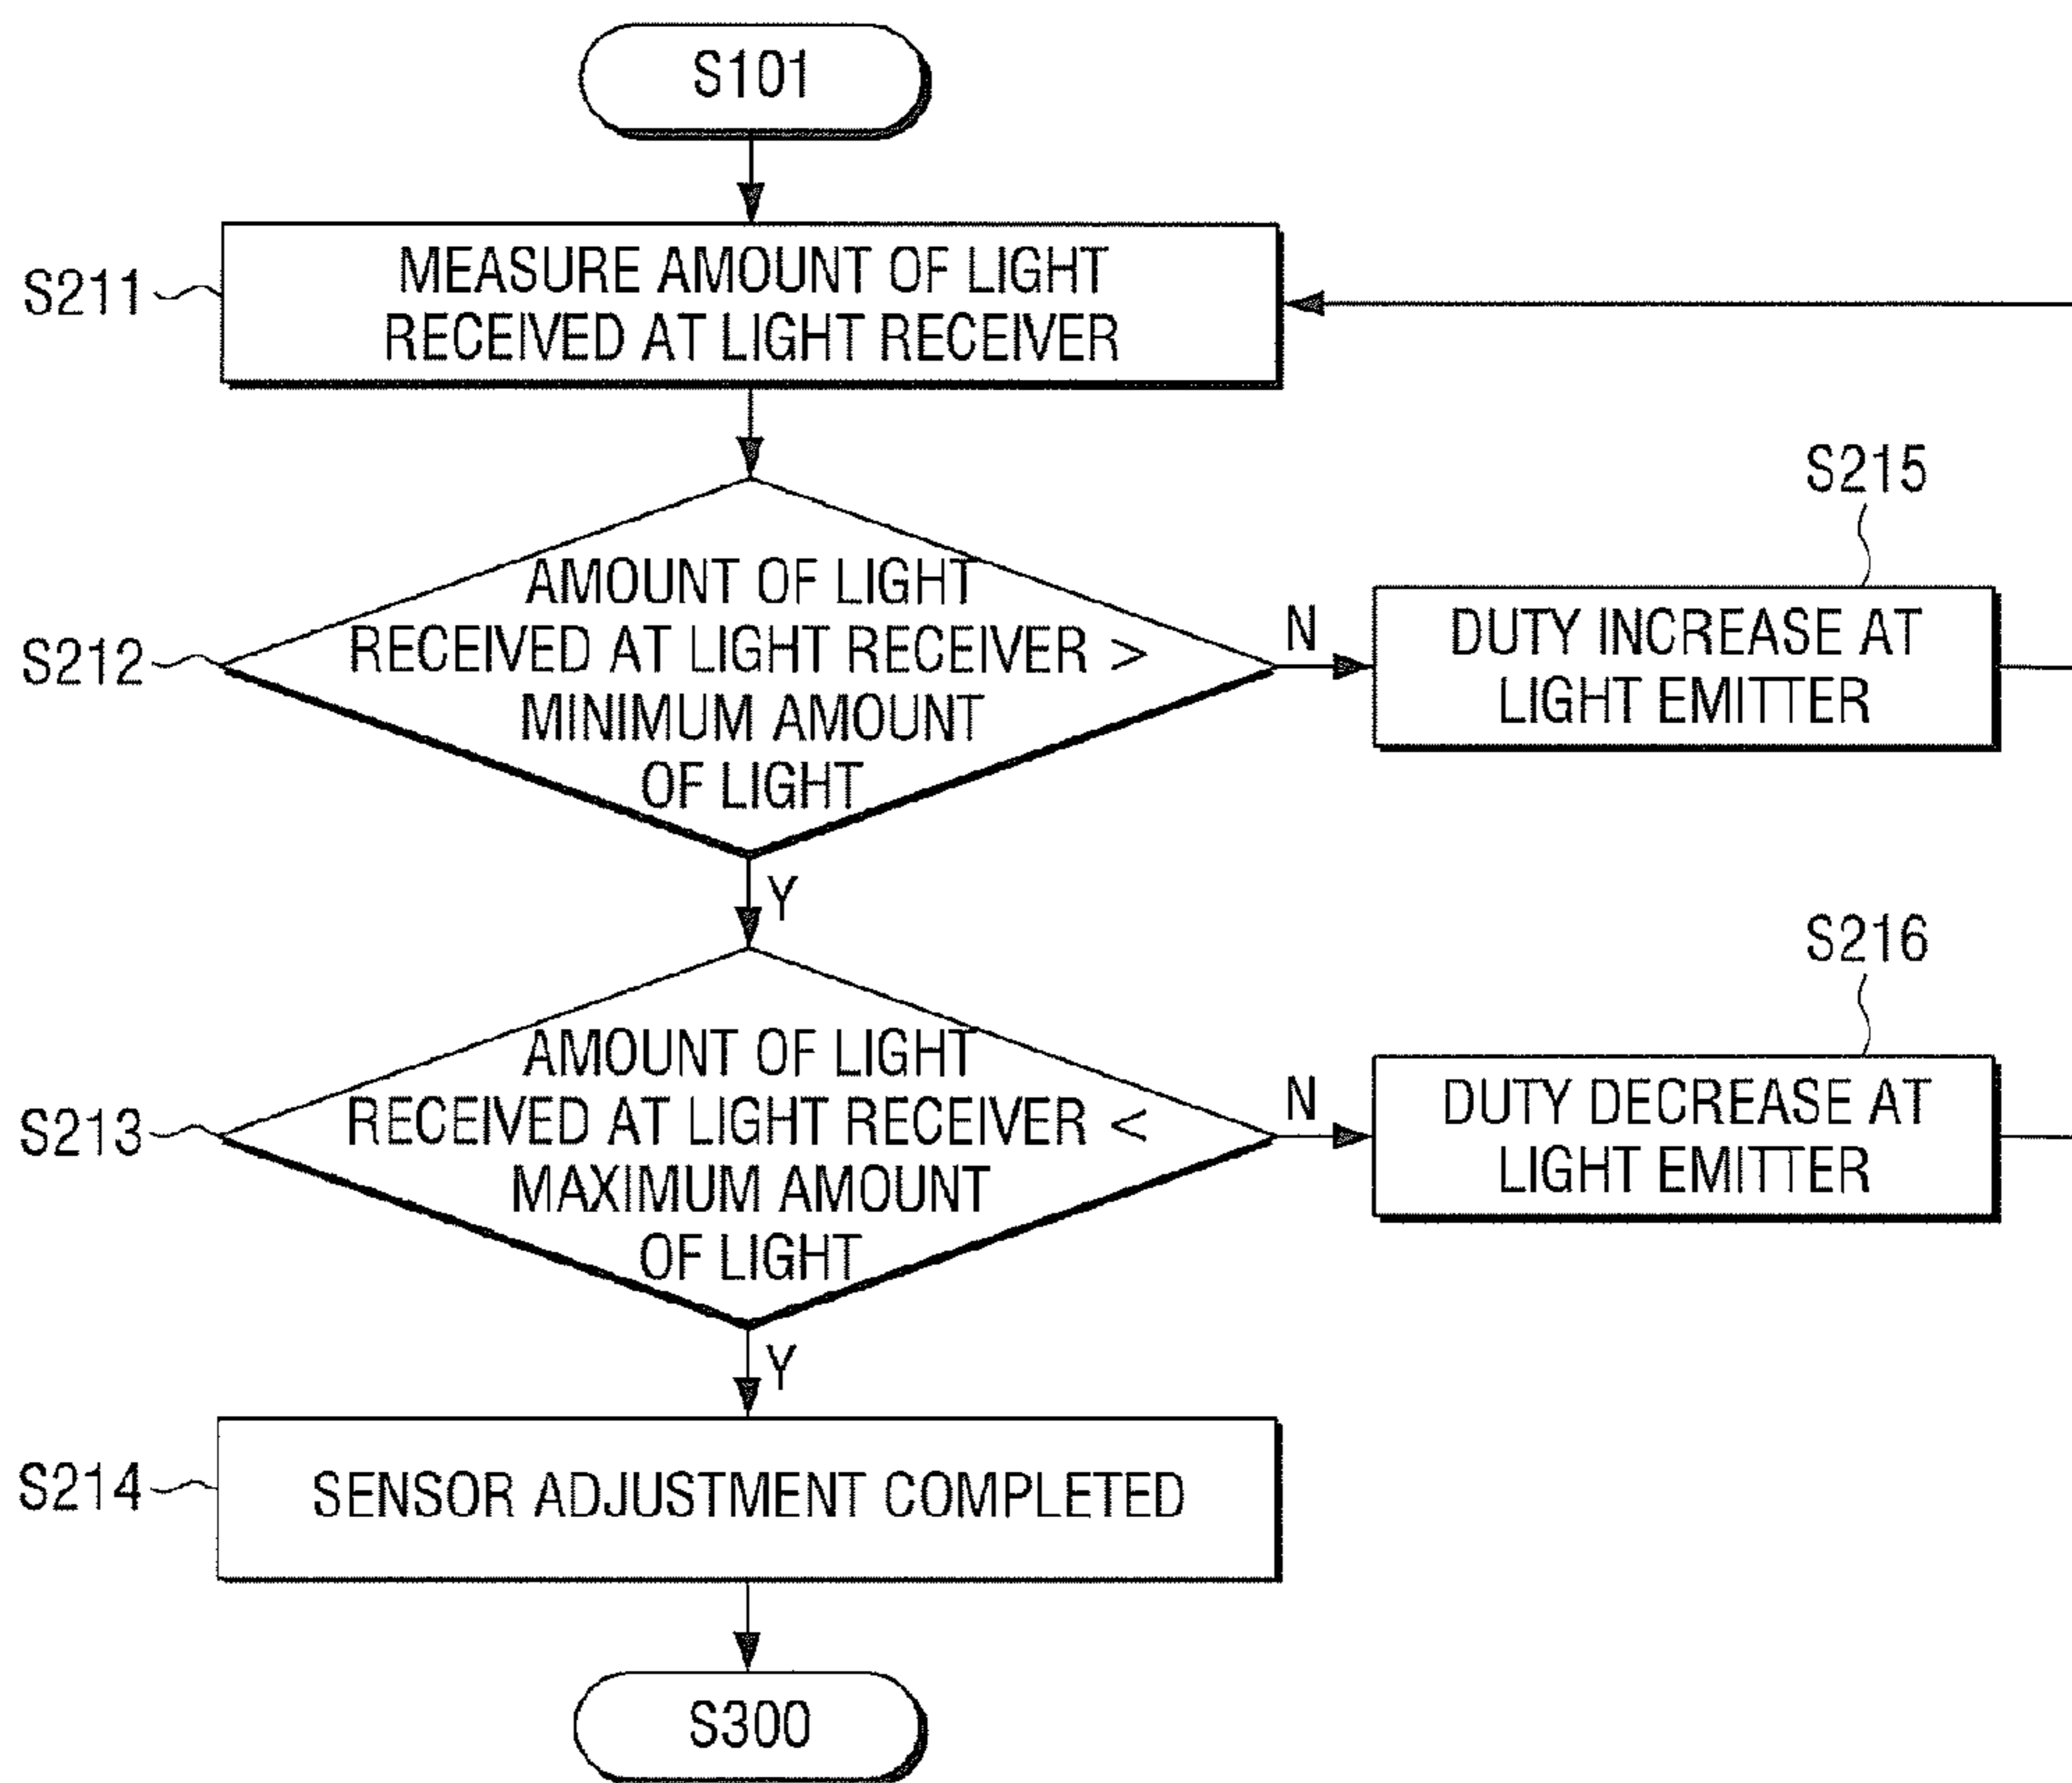 S101
S211
MEASURE AMOUNT OF LIGHT
RECEIVED AT LIGHT RECEIVER
S212
AMOUNT OF LIGHT
RECEIVED AT LIGHT RECEIVER >
MINIMUM AMOUNT
OF LIGHT
N
S215
DUTY INCREASE AT
LIGHT EMITTER
Y
S213
AMOUNT OF LIGHT
RECEIVED AT LIGHT RECEIVER <
MAXIMUM AMOUNT
OF LIGHT
N
S216
DUTY DECREASE AT
LIGHT EMITTER
Y
S214
SENSOR ADJUSTMENT COMPLETED
S300